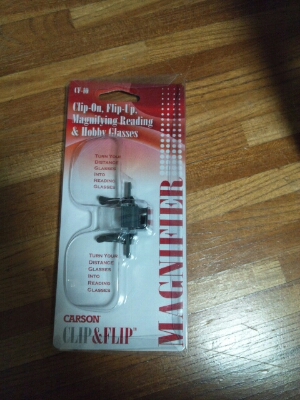 CF-10
Clip-On, Flip-Up,
Magnifying Reading
& Hobby Glasses
TURN YOUR
DISTANCE
GLASSES
INTO
READING
GLASSES
TURN YOUR
DISTANCE
GLASSES
INTO
READING
GLASSES
MAGNIFIER
CARSON
CLIP&FLIP™